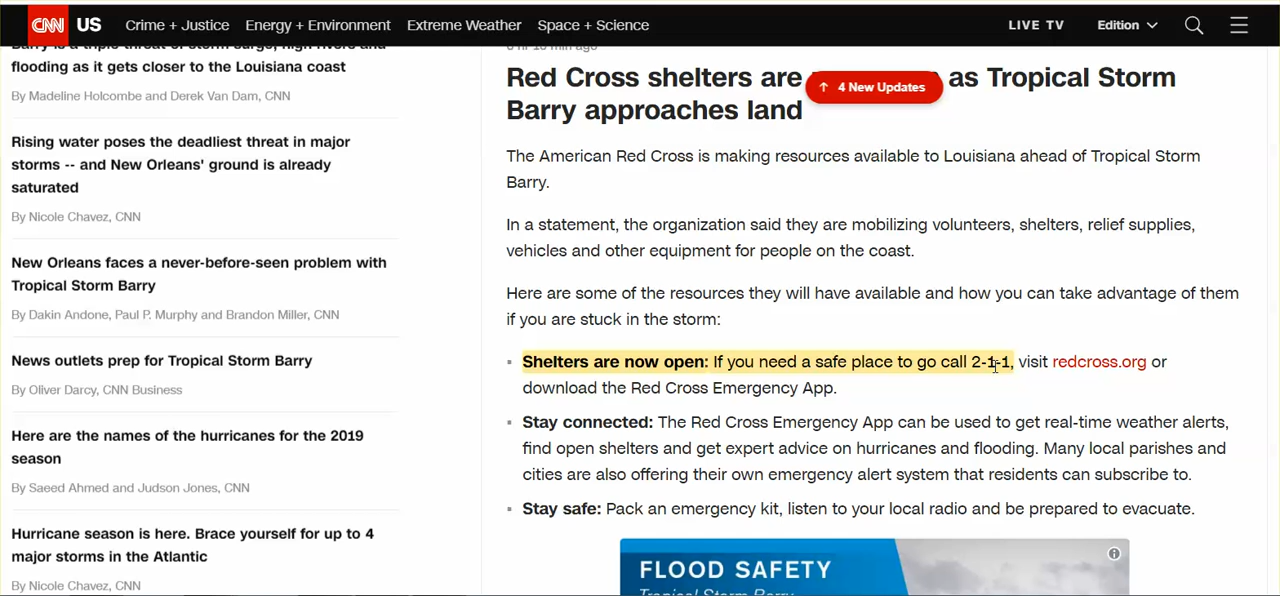 CNN US Crime + Justice Energy + Environment Extreme Weather Space + Science LIVE TV Edition
Barry is a triple threat of storm surge, high rivers and
flooding as it gets closer to the Louisiana coast
By Madeline Holcombe and Derek Van Dam, CNN
Rising water poses the deadliest threat in major
storms -- and New Orleans' ground is already
saturated
By Nicole Chavez, CNN
New Orleans faces a never-before-seen problem with
Tropical Storm Barry
By Dakin Andone, Paul P. Murphy and Brandon Miller, CNN
News outlets prep for Tropical Storm Barry
By Oliver Darcy, CNN Business
Here are the names of the hurricanes for the 2019
season
By Saeed Ahmed and Judson Jones, CNN
Hurricane season is here. Brace yourself for up to 4
major storms in the Atlantic
By Nicole Chavez, CNN
Red Cross shelters are as Tropical Storm
4 New Updates
Barry approaches land
The American Red Cross is making resources available to Louisiana ahead of Tropical Storm
Barry.
In a statement, the organization said they are mobilizing volunteers, shelters, relief supplies,
vehicles and other equipment for people on the coast.
Here are some of the resources they will have available and how you can take advantage of them
if you are stuck in the storm:
Shelters are now open: If you need a safe place to go call 2-1-1, visit redcross.org or
download the Red Cross Emergency App.
Stay connected: The Red Cross Emergency App can be used to get real-time weather alerts,
find open shelters and get expert advice on hurricanes and flooding. Many local parishes and
cities are also offering their own emergency alert system that residents can subscribe to.
Stay safe: Pack an emergency kit, listen to your local radio and be prepared to evacuate.
FLOOD SAFETY
Tropical Storm Barry